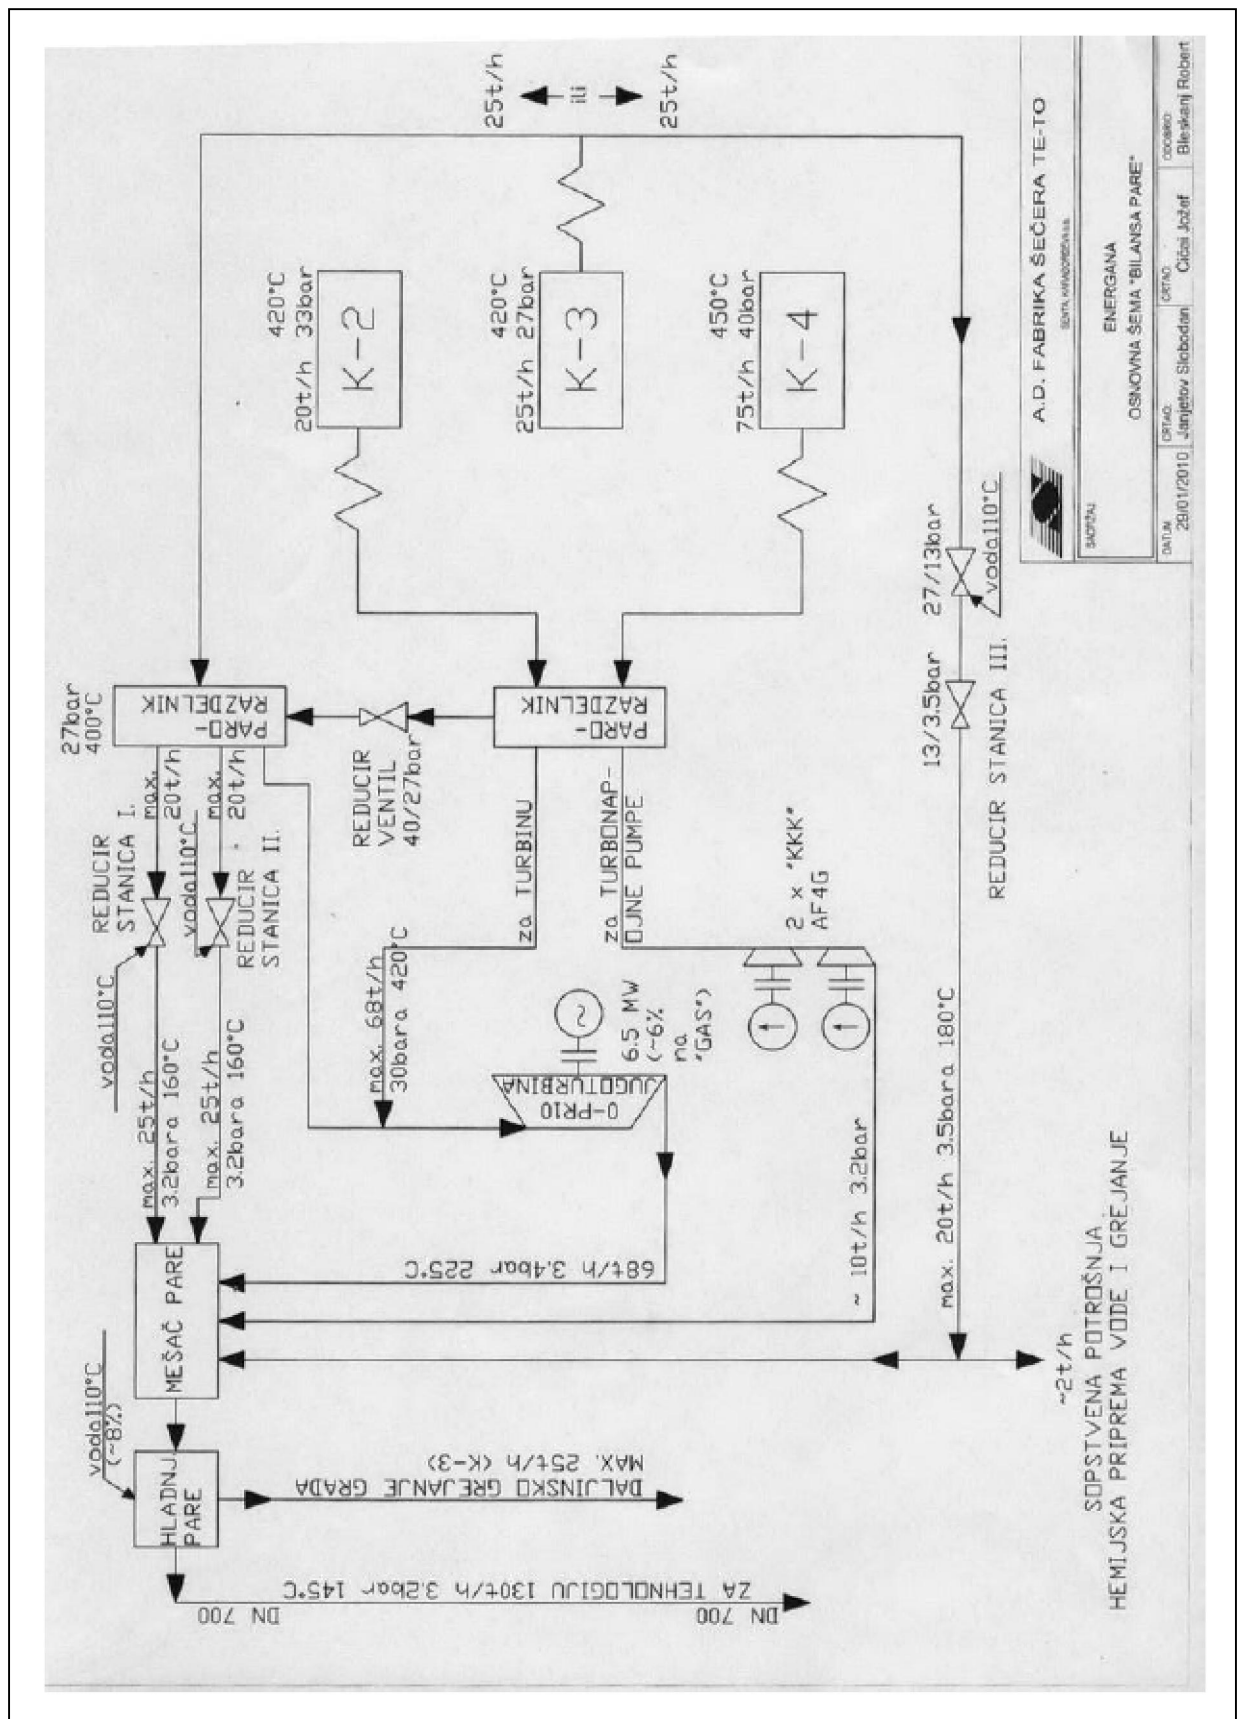 25t/h
ili
25t/h
420°C
20t/h 33bar
K-2
420°C
25t/h 27bar
K-3
450°C
75t/h 40bar
K-4
27bar
400°C
PARO-
RAZDELNIK
PARO-
RAZDELNIK
REDUCIR
VENTIL
40/27bar
REDUCIR
STANICA I.
max.
20t/h
voda110°C
max.
20t/h
voda110°C
REDUCIR
STANICA II.
max. 25t/h
3.2bara 160°C
max. 25t/h
3.2bara 160°C
za TURBINU
max. 68t/h
30bara 420°C
za TURBONAP-
OJNE PUMPE
2 x "KKK"
AF4G
O-PR10
JUGOTURBINA
6.5 MW
(~6%
na
"GAS")
68t/h 3.4bar 225°C
~ 10t/h 3.2bar
27/13bar
voda110°C
13/3.5bar
REDUCIR STANICA III.
max. 20t/h 3.5bara 180°C
~2t/h
SOPSTVENA POTROŠNJA
HEMIJSKA PRIPREMA VODE I GREJANJE
MEŠAČ PARE
voda110°C
(~8%)
HLADNJ.
PARE
DALJINSKO GREJANJE GRADA
MAX. 25t/h (K-3)
ZA TEHNOLOGIJU 130t/h 3.2bar 145°C
DN 700
DN 700
A.D. FABRIKA ŠEĆERA TE-TO
SADRŽAJ
ENERGANA
OSNOVNA ŠEMA "BILANSA PARE"
DATUM
29/01/2010
CRTAO:
Janjetov Slobodan
CRTAO:
Čičai Jožef
ODOBRIO:
Bleskanj Robert